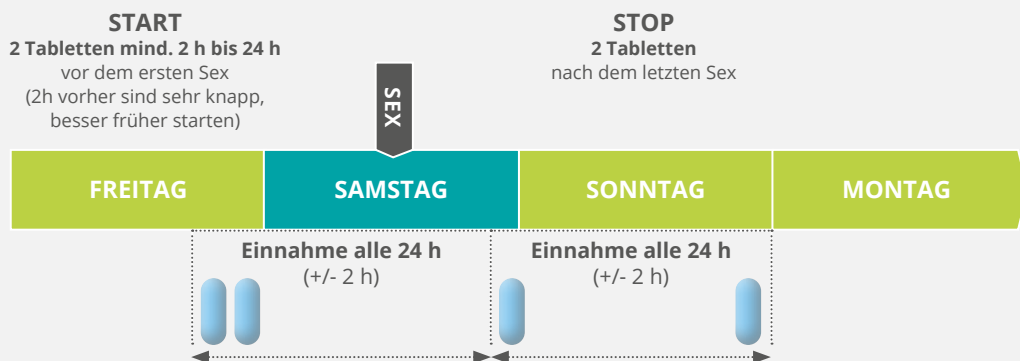 START
2 Tabletten mind. 2 h bis 24 h
vor dem ersten Sex
(2h vorher sind sehr knapp,
besser früher starten)
STOP
2 Tabletten
nach dem letzten Sex
SEX
FREITAG
SAMSTAG
SONNTAG
MONTAG
Einnahme alle 24 h
(+/- 2 h)
Einnahme alle 24 h
(+/- 2 h)